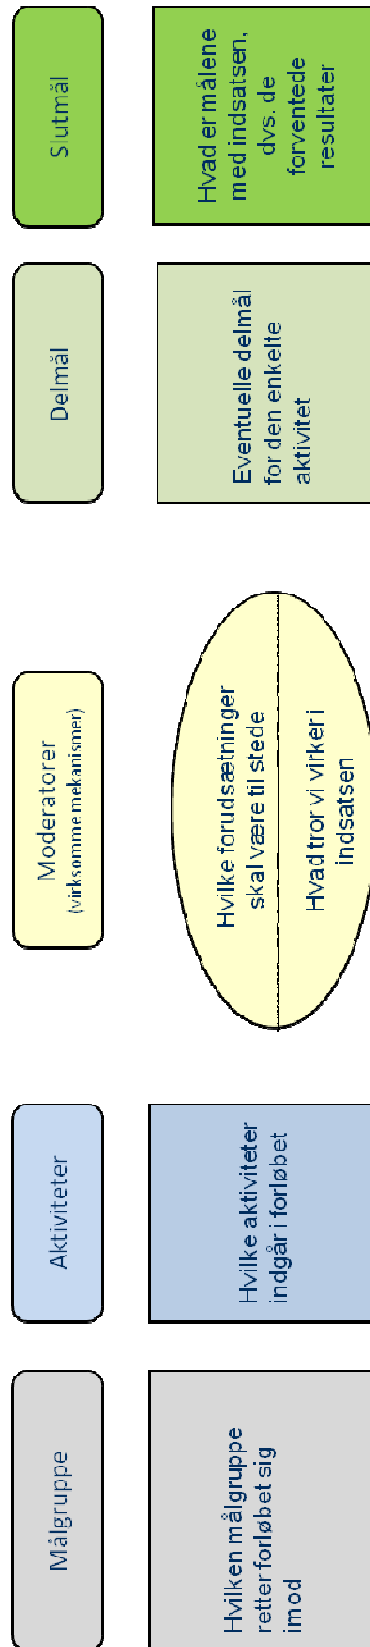 Målgruppe
Aktiviteter
Moderatorer
(virksomme mekanismer)
Delmål
Slutmål
Hvilken målgruppe
retter forløbet sig
imod
Hvilke aktiviteter
indgår i forløbet
Hvilke forudsætninger
skal være til stede
Hvad tror vi virker i
indsatsen
Eventuelle delmål
for den enkelte
aktivitet
Hvad er målene
med indsatsen,
dvs. de
forventede
resultater